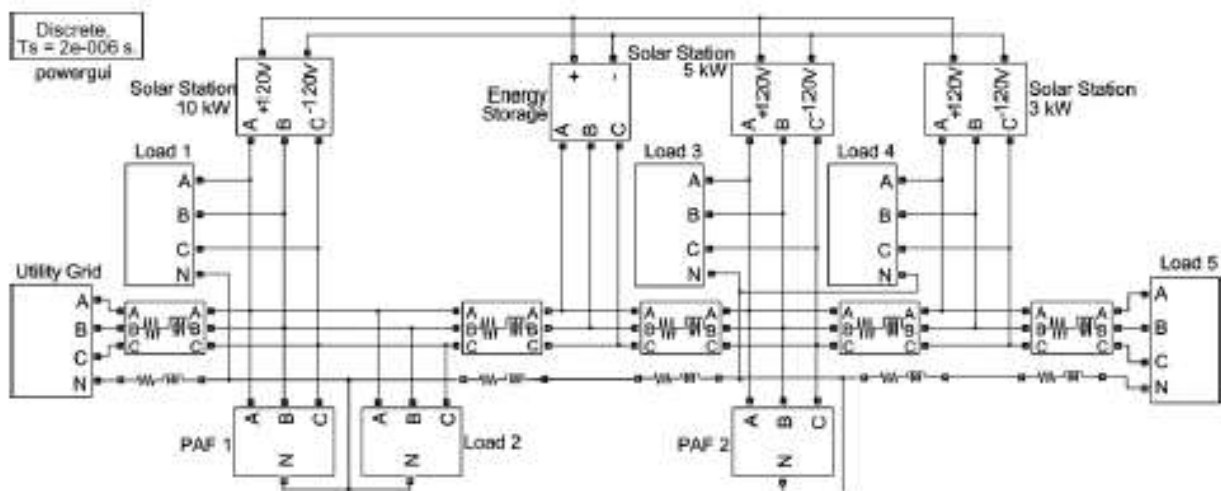 Discrete,
Ts = 2e-006 s.
powergui
Solar Station
10 kW
+120V
-120V
A
B
C
Energy
Storage
+
-
A
B
C
Solar Station
5 kW
+120V
-120V
A
B
C
Solar Station
3 kW
+120V
-120V
A
B
C
Load 1
A
B
C
N
Load 3
A
B
C
N
Load 4
A
B
C
N
Utility Grid
A
B
C
N
A A
B B
C C
A A
B B
C C
A A
B B
C C
A A
B B
C C
A A
B B
C C
Load 5
A
B
C
N
PAF 1
A
B
C
N
Load 2
A
B
C
N
PAF 2
A
B
C
N